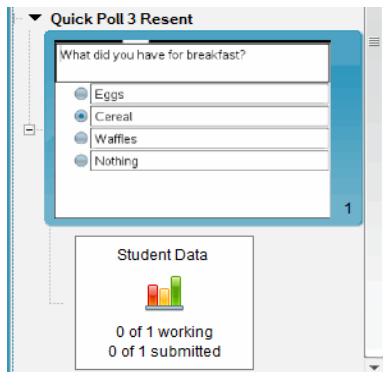 Quick Poll 3 Resent
What did you have for breakfast?
Eggs
Cereal
Waffles
Nothing
1
Student Data
0 of 1 working
0 of 1 submitted